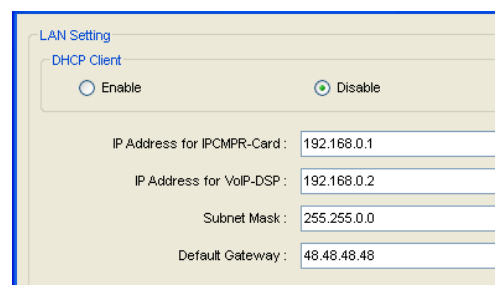 LAN Setting
DHCP Client
Enable Disable
IP Address for IPCMPR-Card : 192.168.0.1
IP Address for VoIP-DSP : 192.168.0.2
Subnet Mask : 255.255.0.0
Default Gateway : 48.48.48.48